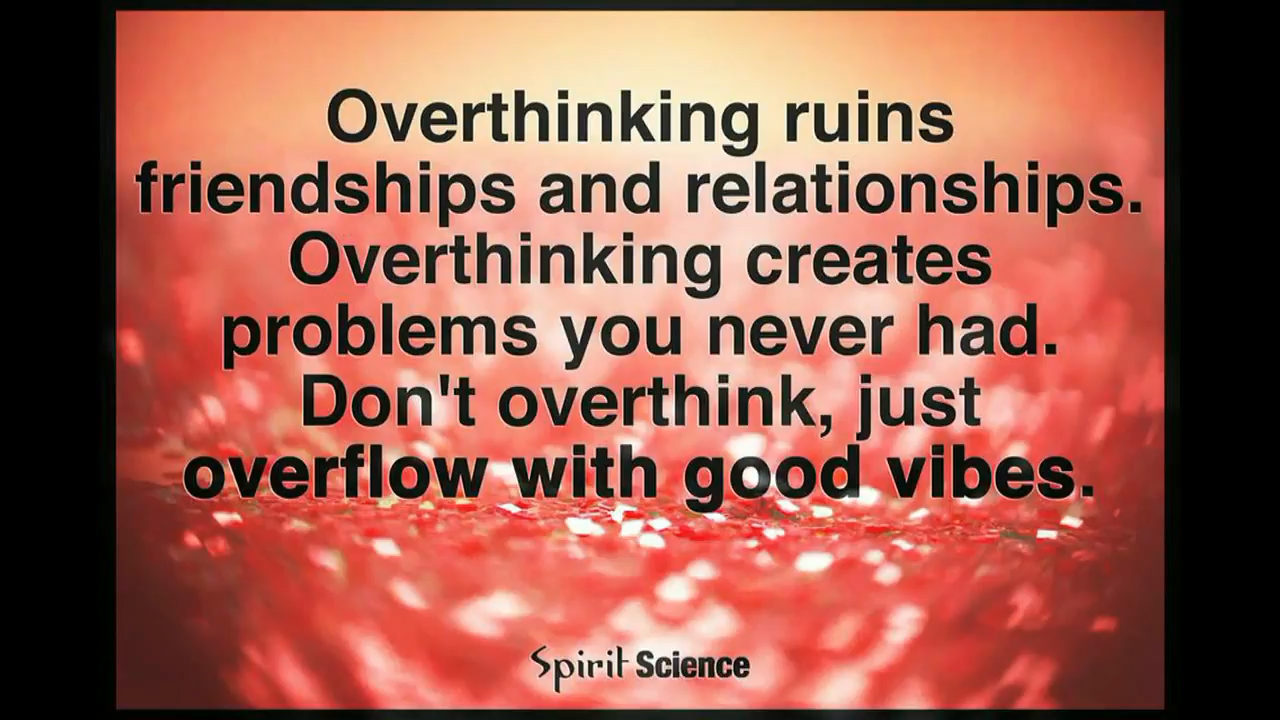 Overthinking ruins
friendships and relationships.
Overthinking creates
problems you never had.
Don't overthink, just
overflow with good vibes.
Spirit Science